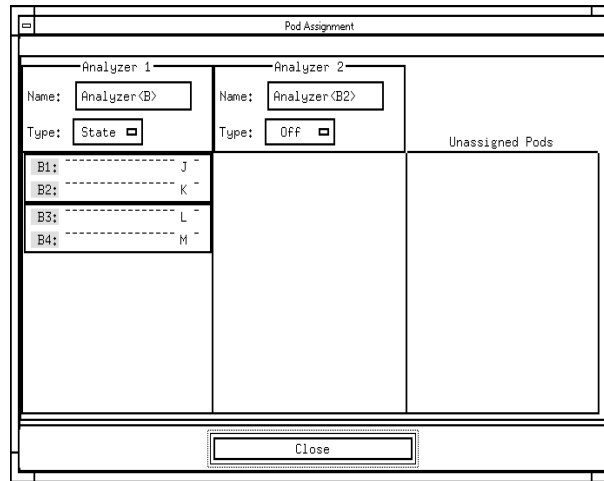 Pod Assignment
Analyzer 1
Analyzer 2
Name: Analyzer<B>
Name: Analyzer<B2>
Type: State
Type: Off
Unassigned Pods
B1: ---------------- J -
B2: ---------------- K -
B3: ---------------- L -
B4: ---------------- M -
Close